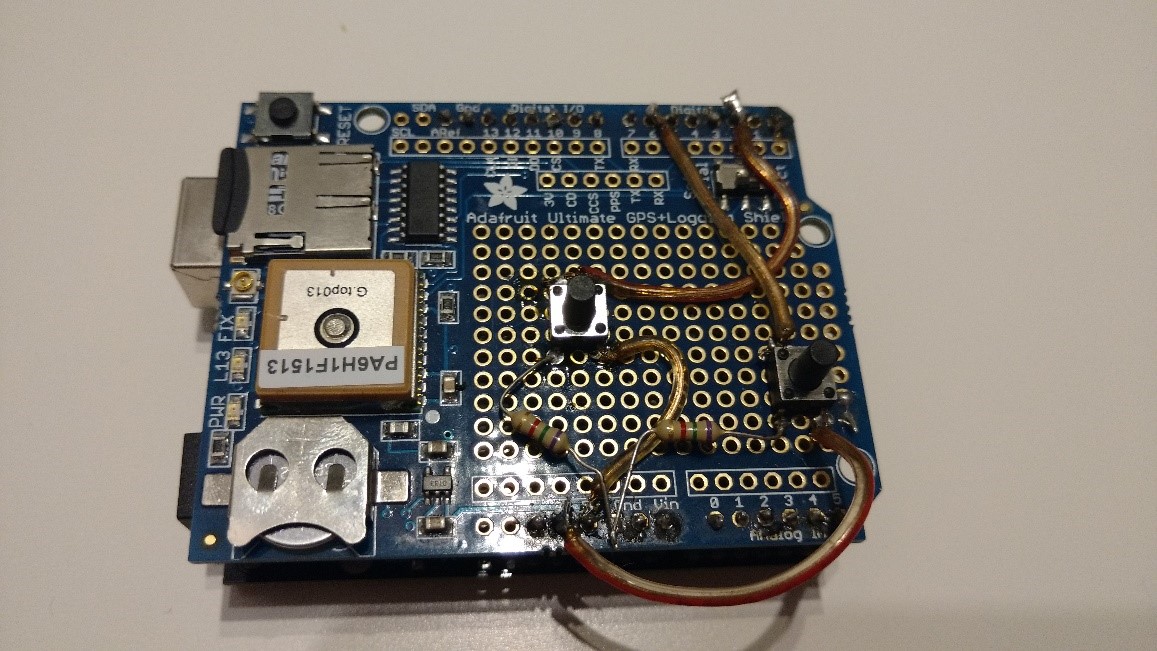 RESET
SDA Gnd Digital I/O Digital
SCL ARef 13 12 11 10 9 8 7 6 4 3
TX RX
3V CD CCS PPS TX RX
Adafruit Ultimate GPS+Logging Shie
G.top013
PA6H1F1513
FIX
L13
PWR
Gnd Vin
0 1 2 3 4 5
Analog In